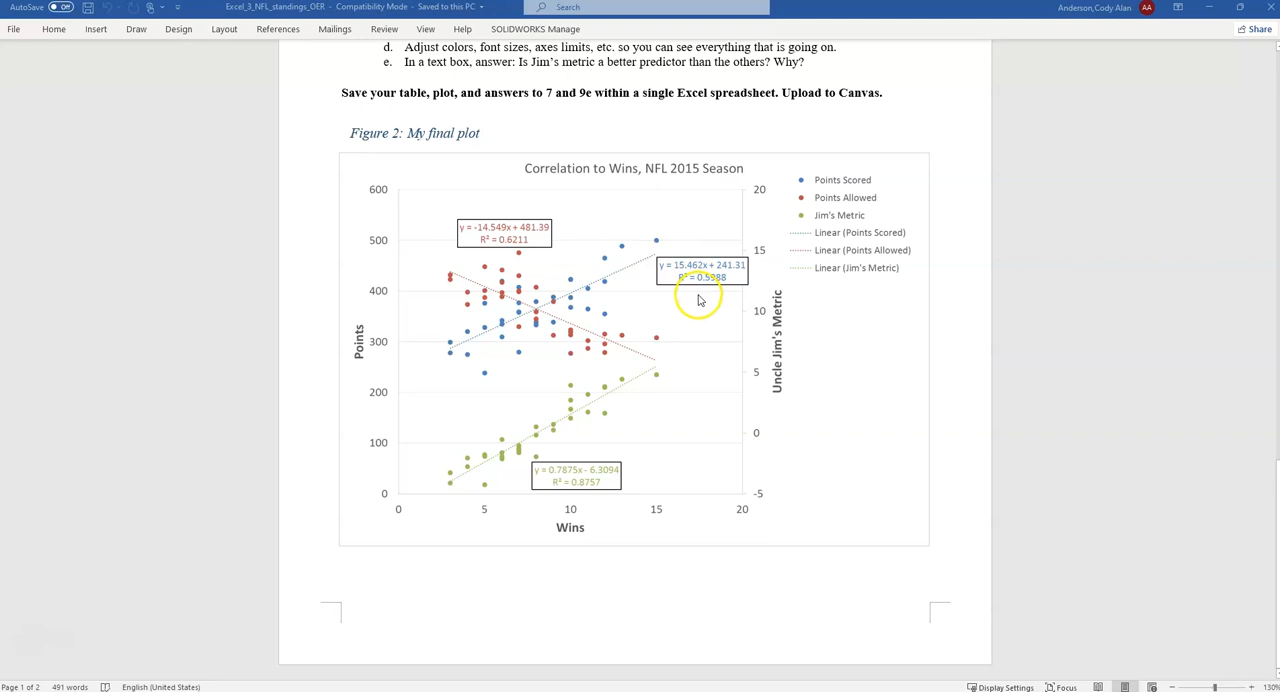 AutoSave Off Excel_3_NFL_standings_OER - Compatibility Mode - Saved to this PC Search Anderson,Cody Alan AA
File Home Insert Draw Design Layout References Mailings Review View Help SOLIDWORKS Manage Share
d. Adjust colors, font sizes, axes limits, etc. so you can see everything that is going on.
e. In a text box, answer: Is Jim's metric a better predictor than the others? Why?
Save your table, plot, and answers to 7 and 9e within a single Excel spreadsheet. Upload to Canvas.
Figure 2: My final plot
Correlation to Wins, NFL 2015 Season
600
500
400
300
200
100
0
Points
y = -14.549x + 481.39
R² = 0.6211
y = 15.462x + 241.31
R² = 0.5988
y = 0.7875x - 6.3094
R² = 0.8757
20
15
10
5
0
-5
Uncle Jim's Metric
0 5 10 15 20
Wins
Points Scored
Points Allowed
Jim's Metric
Linear (Points Scored)
Linear (Points Allowed)
Linear (Jim's Metric)
Page 1 of 2 491 words English (United States) Display Settings Focus 130%